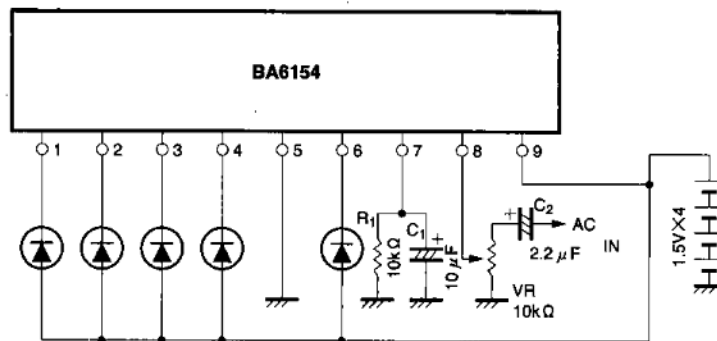 BA6154
1
2
3
4
5
6
7
8
9
R1
10kΩ
C1
+
10μF
+
C2
2.2μF
AC
IN
VR
10kΩ
1.5V×4